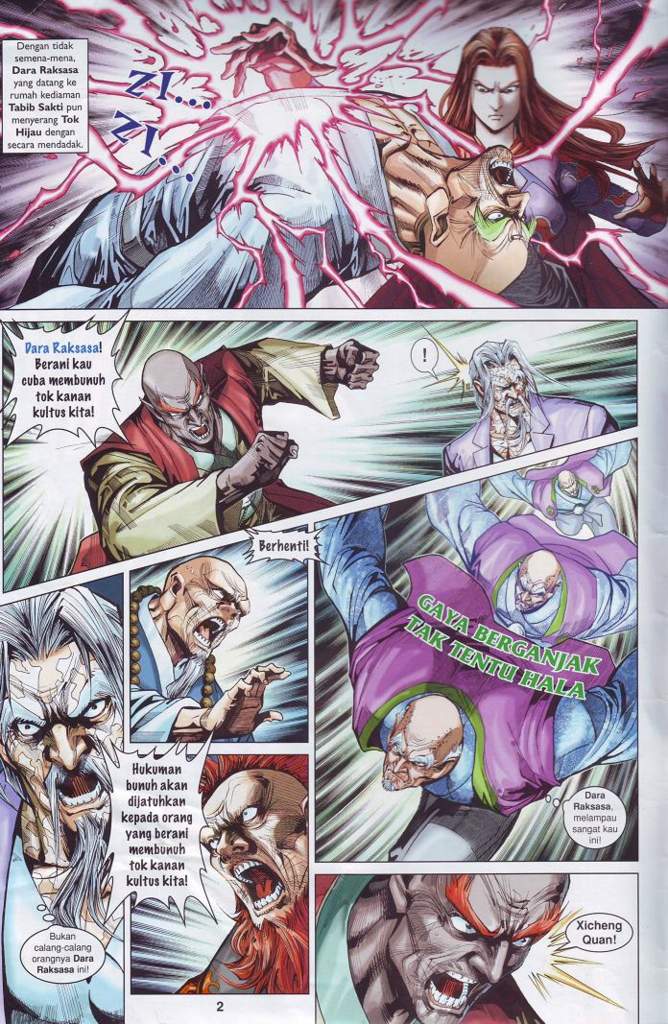 Dengan tidak
semena-mena,
Dara Raksasa
yang datang ke
rumah kediaman
Tabib Sakti pun
menyerang Tok
Hijau dengan
secara mendadak.
ZI...
ZI...
Dara Raksasa!
Berani kau
cuba membunuh
tok kanan
kultus kita!
!
Berhenti!
GAYA BERGANJAK
TAK TENTU HALA
Dara
Raksasa,
melampau
sangat kau
ini!
Hukuman
bunuh akan
dijatuhkan
kepada orang
yang berani
membunuh
tok kanan
kultus kita!
Bukan
calang-calang
orangnya Dara
Raksasa ini!
Xicheng
Quan!
2